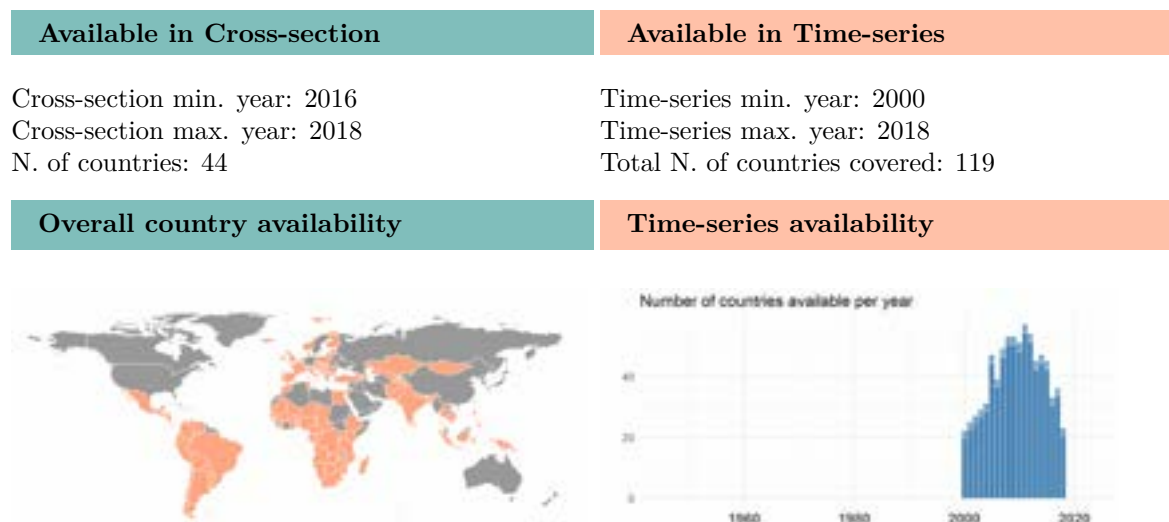 Available in Cross-section
Available in Time-series
Cross-section min. year: 2016
Cross-section max. year: 2018
N. of countries: 44
Time-series min. year: 2000
Time-series max. year: 2018
Total N. of countries covered: 119
Overall country availability
Time-series availability
Number of countries available per year
40
20
0
1960
1980
2000
2020